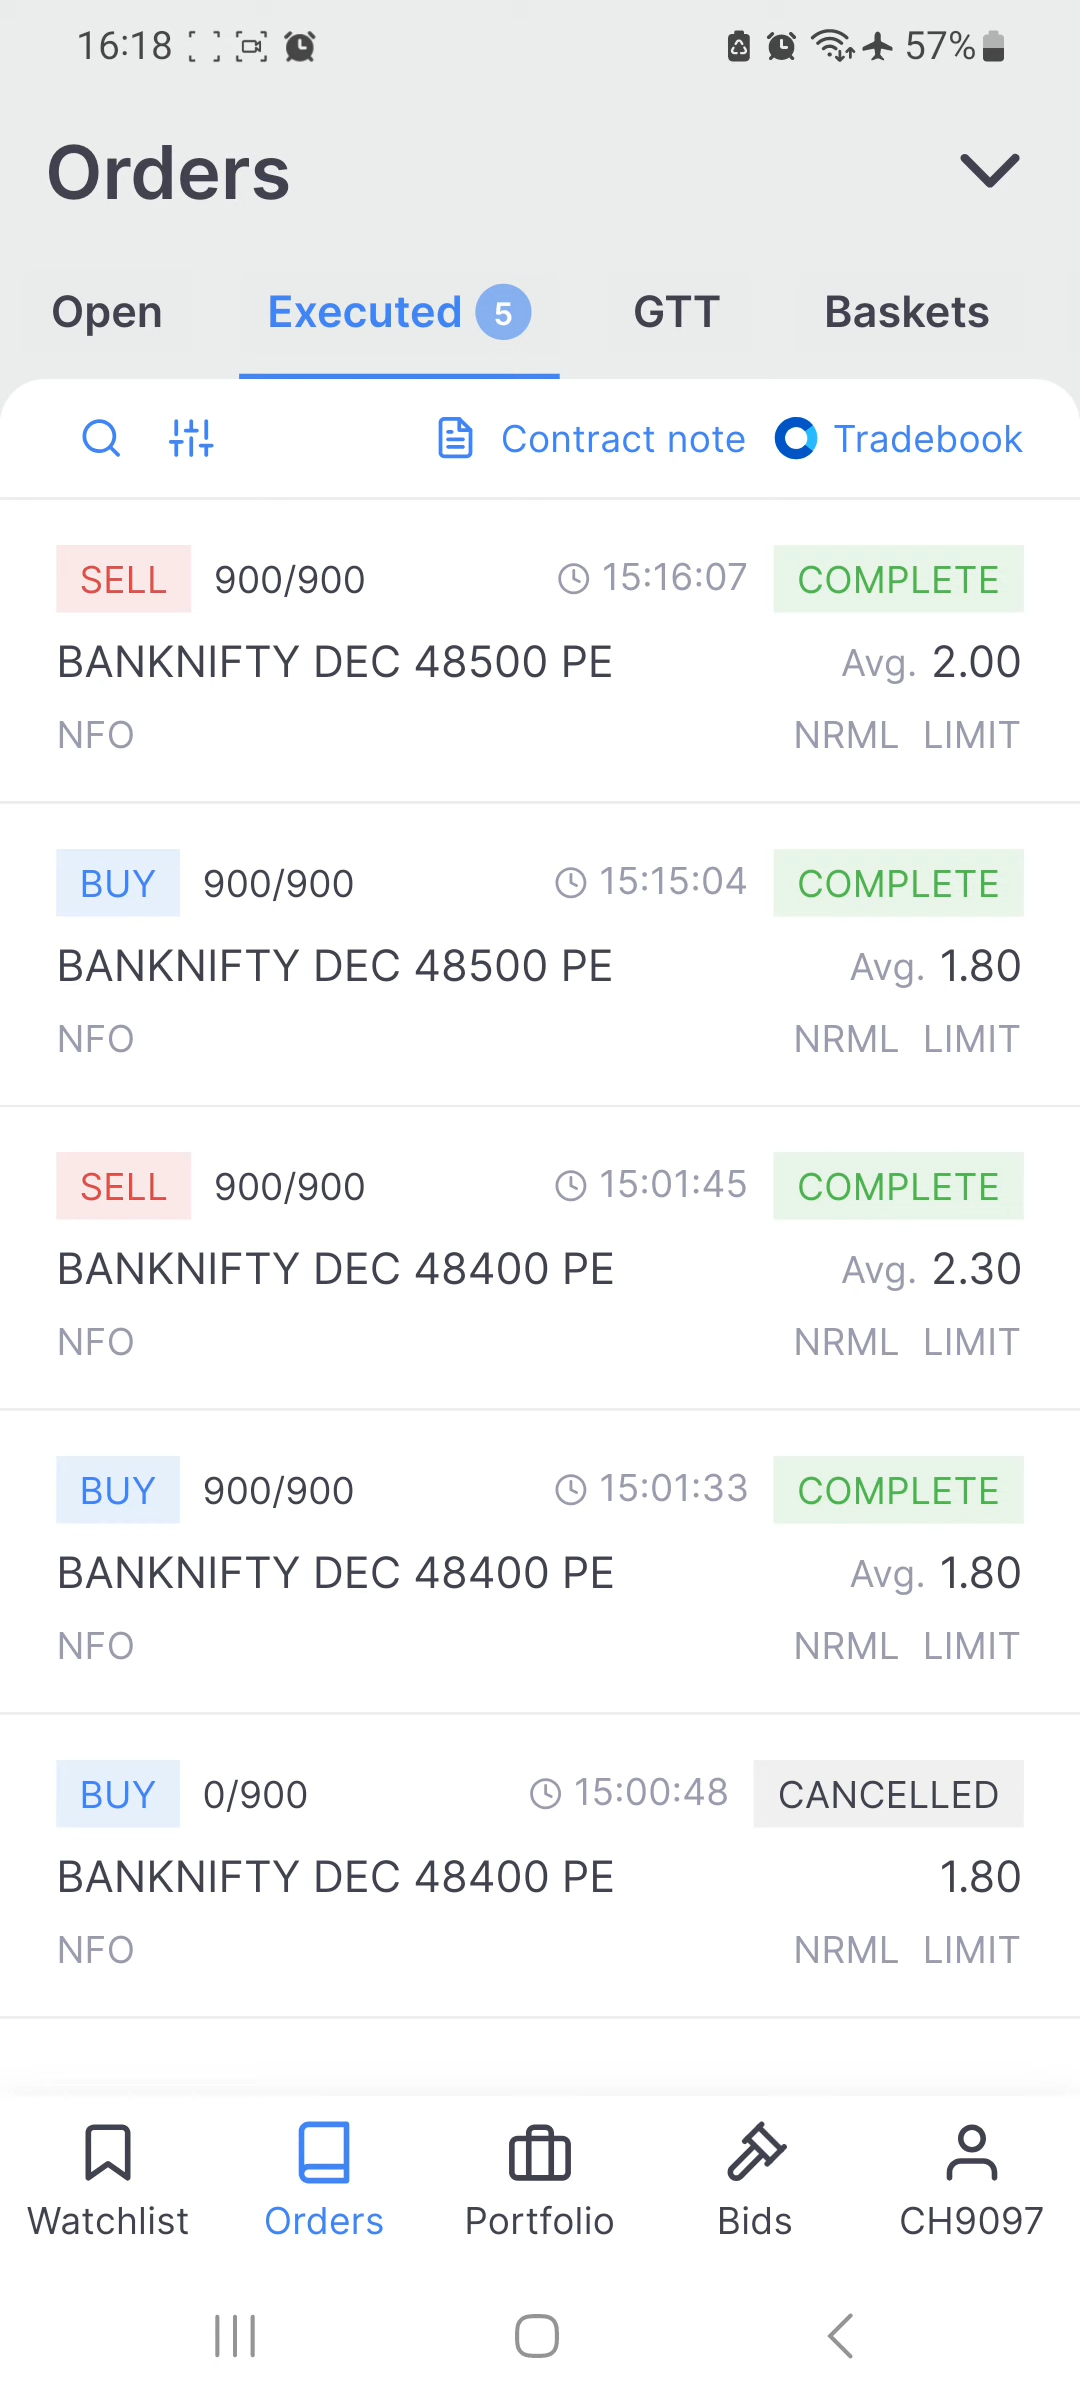 16:18 57%
Orders
Open Executed 5 GTT Baskets
Contract note Tradebook
SELL 900/900 15:16:07 COMPLETE
BANKNIFTY DEC 48500 PE Avg. 2.00
NFO NRML LIMIT
BUY 900/900 15:15:04 COMPLETE
BANKNIFTY DEC 48500 PE Avg. 1.80
NFO NRML LIMIT
SELL 900/900 15:01:45 COMPLETE
BANKNIFTY DEC 48400 PE Avg. 2.30
NFO NRML LIMIT
BUY 900/900 15:01:33 COMPLETE
BANKNIFTY DEC 48400 PE Avg. 1.80
NFO NRML LIMIT
BUY 0/900 15:00:48 CANCELLED
BANKNIFTY DEC 48400 PE 1.80
NFO NRML LIMIT
Watchlist Orders Portfolio Bids CH9097